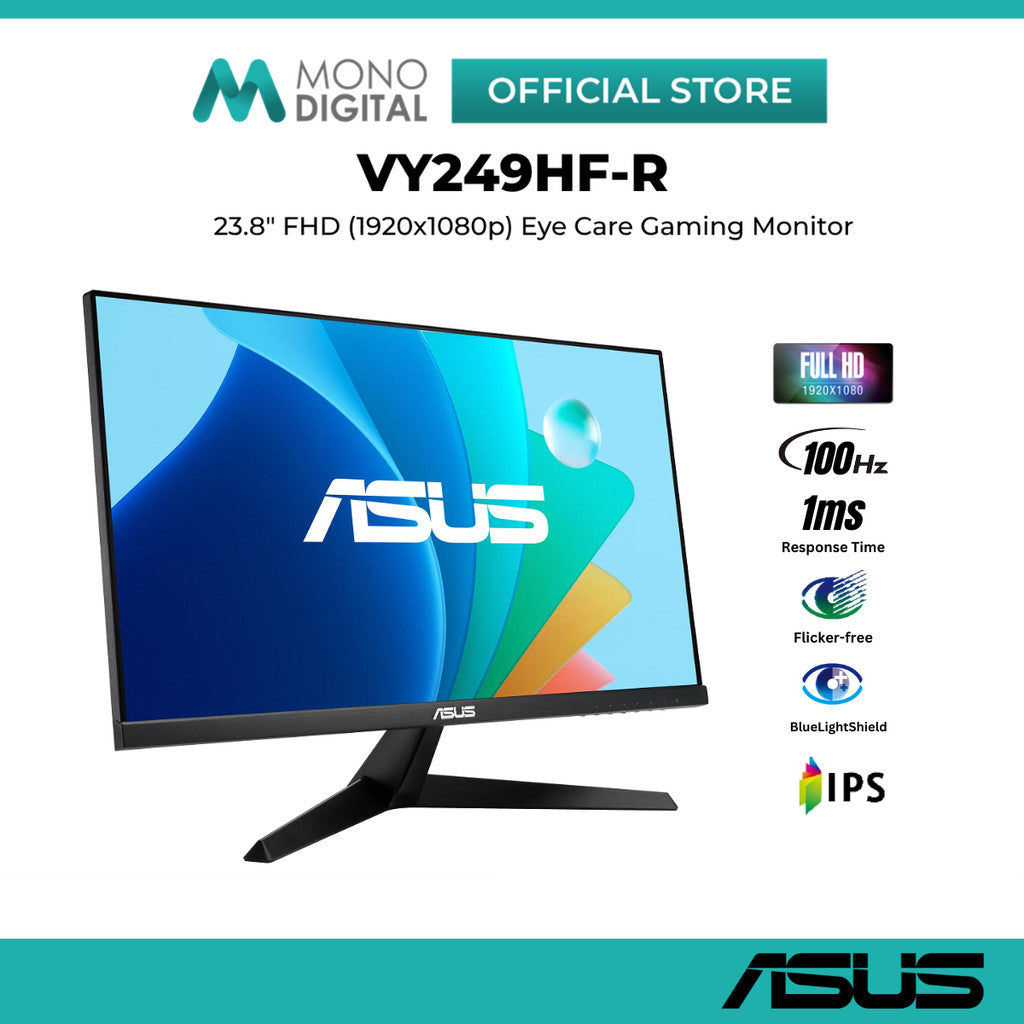 MONO
DIGITAL
OFFICIAL STORE
VY249HF-R
23.8" FHD (1920x1080p) Eye Care Gaming Monitor
FULL HD
1920X1080
100Hz
1ms
Response Time
Flicker-free
BlueLightShield
IPS
ASUS
ASUS
ASUS